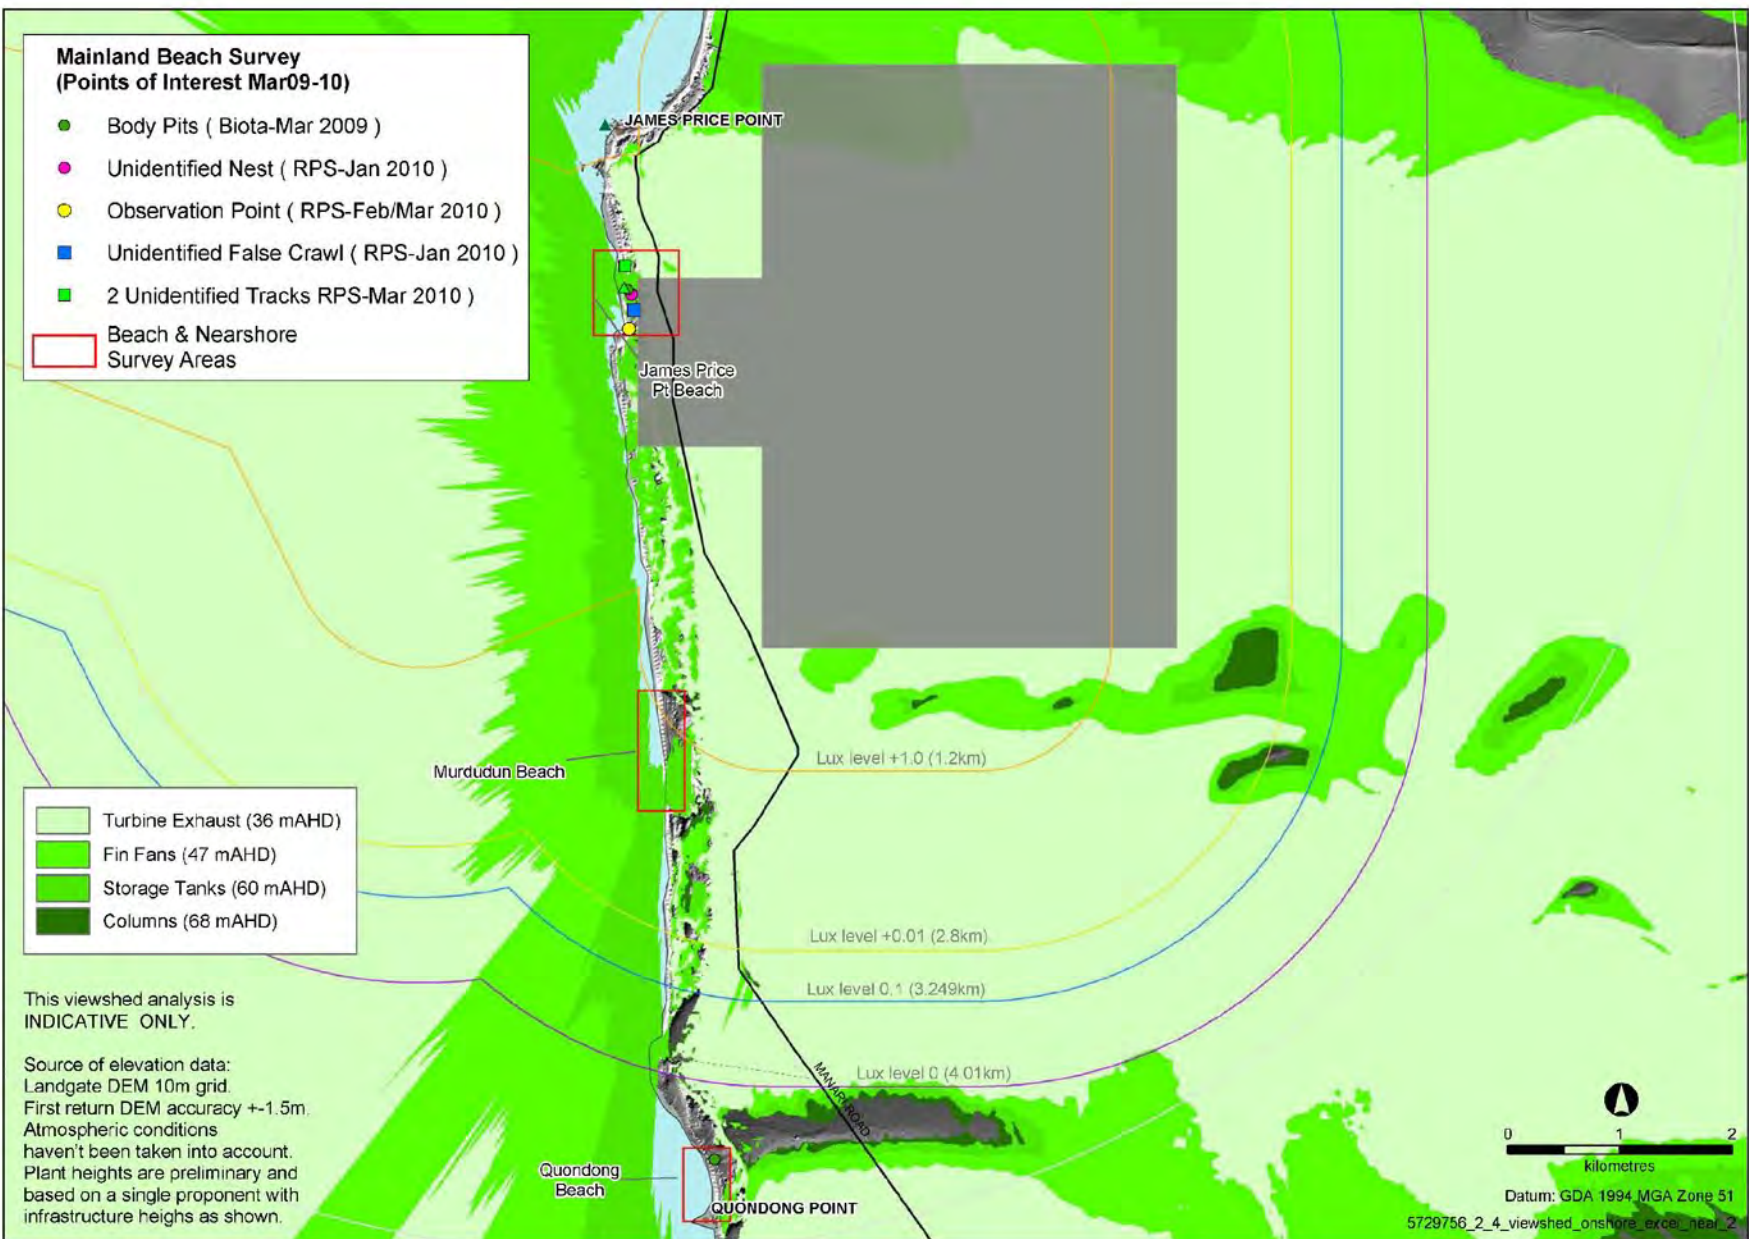 Mainland Beach Survey
(Points of Interest Mar09-10)
Body Pits ( Biota-Mar 2009 )
Unidentified Nest ( RPS-Jan 2010 )
Observation Point ( RPS-Feb/Mar 2010 )
Unidentified False Crawl ( RPS-Jan 2010 )
2 Unidentified Tracks RPS-Mar 2010 )
Beach & Nearshore
Survey Areas
JAMES PRICE POINT
James Price
Pt Beach
Murdudun Beach
Lux level +1.0 (1.2km)
Turbine Exhaust (36 mAHD)
Fin Fans (47 mAHD)
Storage Tanks (60 mAHD)
Columns (68 mAHD)
Lux level +0.01 (2.8km)
Lux level 0.1 (3.249km)
Lux level 0 (4.01km)
MANARI ROAD
This viewshed analysis is
INDICATIVE ONLY.
Source of elevation data:
Landgate DEM 10m grid.
First return DEM accuracy +-1.5m.
Atmospheric conditions
haven't been taken into account.
Plant heights are preliminary and
based on a single proponent with
infrastructure heighs as shown.
Quondong
Beach
QUONDONG POINT
0 1 2
kilometres
Datum: GDA 1994 MGA Zone 51
5729756_2_4_viewshed_onshore_excel_near_2